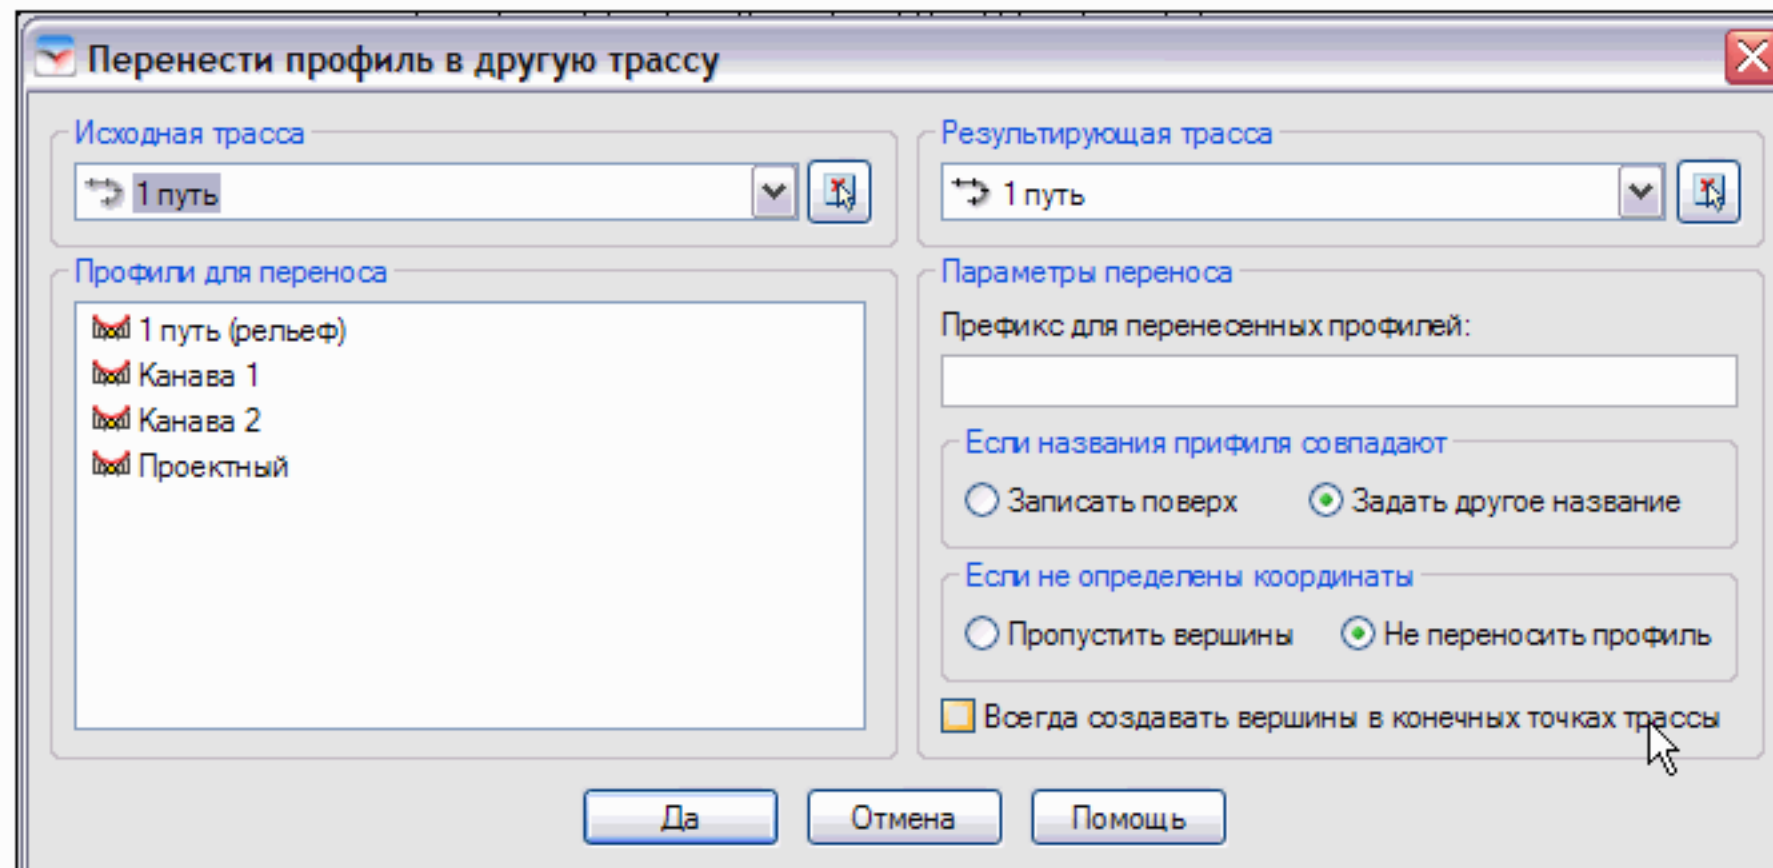 Перенести профиль в другую трассу
Исходная трасса
1 путь
Результирующая трасса
1 путь
Профили для переноса
1 путь (рельеф)
Канава 1
Канава 2
Проектный
Параметры переноса
Префикс для перенесенных профилей:
Если названия прифиля совпадают
Записать поверх Задать другое название
Если не определены координаты
Пропустить вершины Не переносить профиль
Всегда создавать вершины в конечных точках трассы
Да Отмена Помощь